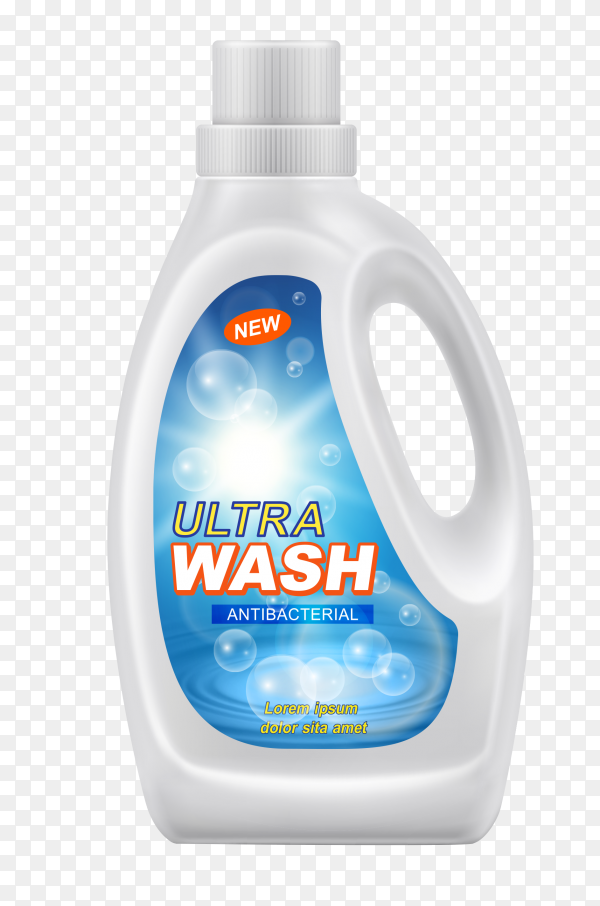 NEW
ULTRA
WASH
ANTIBACTERIAL
Lorem ipsum
dolor sita amet